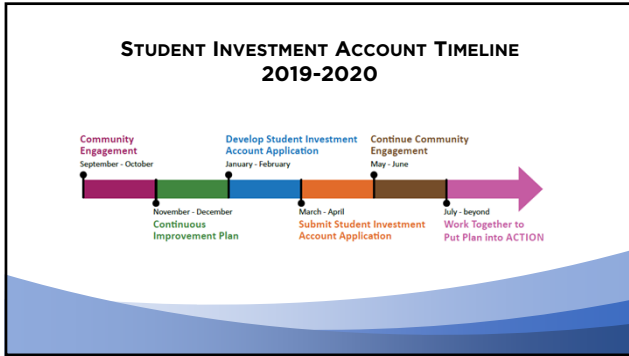 STUDENT INVESTMENT ACCOUNT TIMELINE
2019-2020
Community
Engagement
September - October
Develop Student Investment
Account Application
January - February
Continue Community
Engagement
May - June
November - December
Continuous
Improvement Plan
March - April
Submit Student Investment
Account Application
July - beyond
Work Together to
Put Plan into ACTION